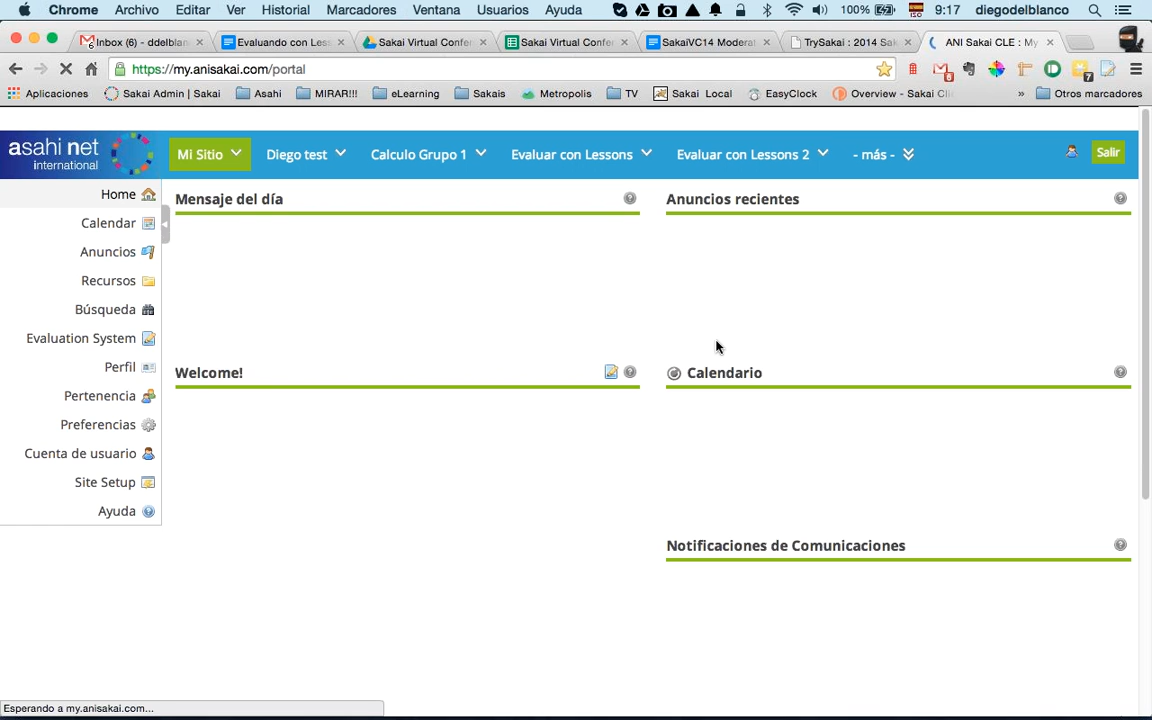 Chrome Archivo Editar Ver Historial Marcadores Ventana Usuarios Ayuda 100% 9:17 diegodelblanco
Inbox (6) - ddelblan Evaluando con Les Sakai Virtual Confer Sakai Virtual Confer SakaiVC14 Moderat TrySakai : 2014 Sak ANI Sakai CLE : My
https://my.anisakai.com/portal
Aplicaciones Sakai Admin | Sakai Asahi MIRAR!!! eLearning Sakais Metropolis TV Sakai Local EasyClock Overview - Sakai Cl » Otros marcadores
asahi net
international
Mi Sitio Diego test Calculo Grupo 1 Evaluar con Lessons Evaluar con Lessons 2 - más - Salir
Home
Calendar
Anuncios
Recursos
Búsqueda
Evaluation System
Perfil
Pertenencia
Preferencias
Cuenta de usuario
Site Setup
Ayuda
Mensaje del día
Anuncios recientes
Welcome!
Calendario
Notificaciones de Comunicaciones
Esperando a my.anisakai.com...